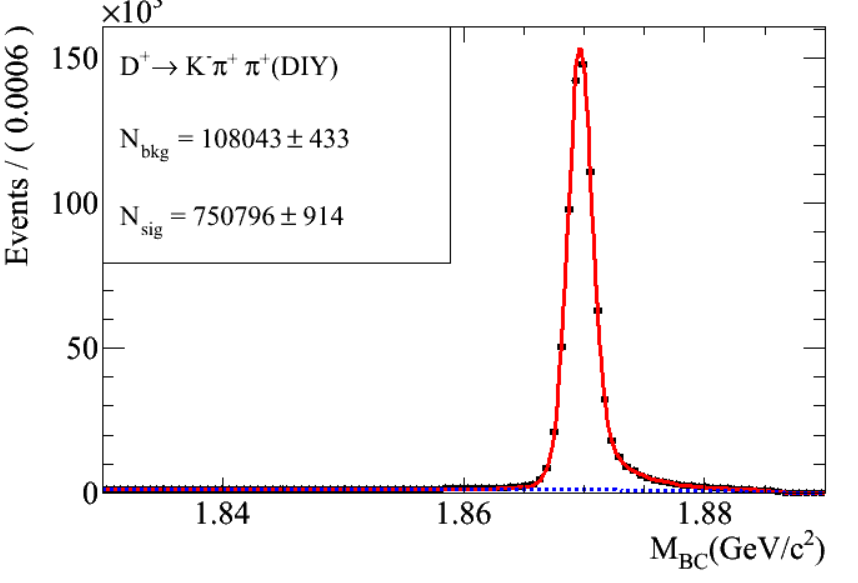 ×10³
Events / ( 0.0006 )
150
100
50
0
D⁺→ K⁻π⁺ π⁺(DIY)
N_bkg = 108043 ± 433
N_sig = 750796 ± 914
1.84 1.86 1.88
M_BC(GeV/c²)